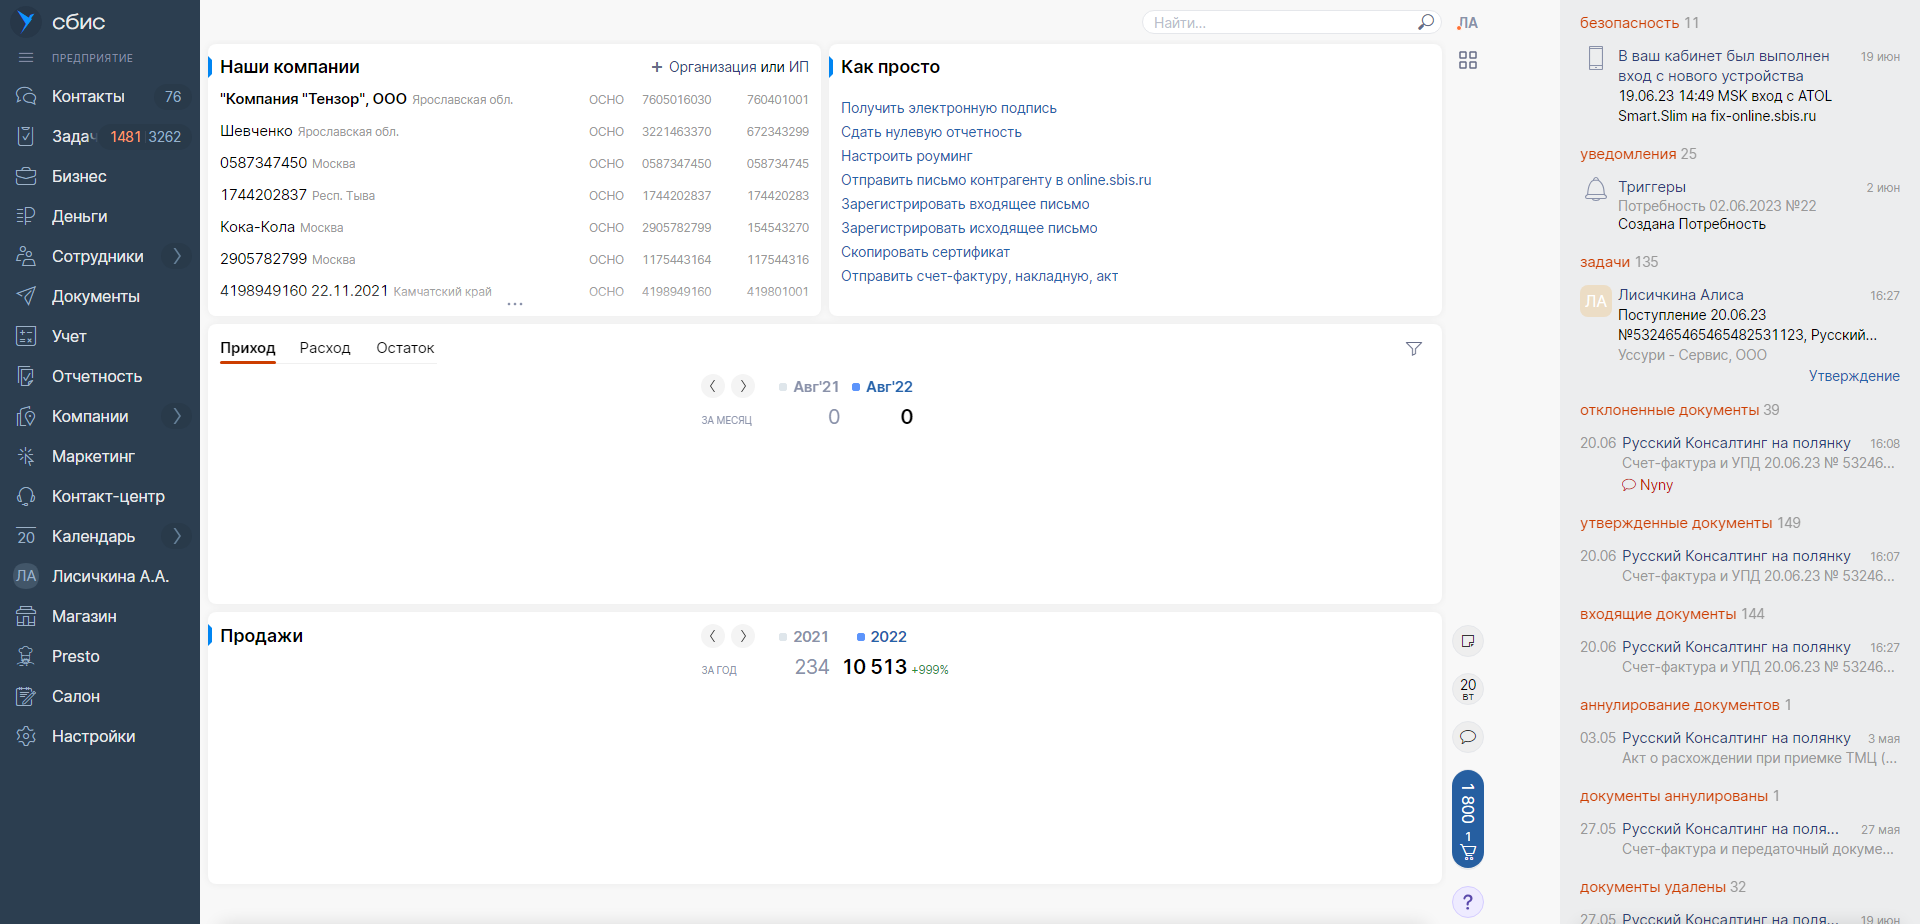 сбис
ПРЕДПРИЯТИЕ
Контакты 76
Задач 1481 3262
Бизнес
Деньги
Сотрудники
Документы
Учет
Отчетность
Компании
Маркетинг
Контакт-центр
20 Календарь
ЛА Лисичкина А.А.
Магазин
Presto
Салон
Настройки
Найти...
ЛА
Наши компании
+ Организация или ИП
"Компания "Тензор", ООО Ярославская обл. ОСНО 7605016030 760401001
Шевченко Ярославская обл. ОСНО 3221463370 672343299
0587347450 Москва ОСНО 0587347450 058734745
1744202837 Респ. Тыва ОСНО 1744202837 174420283
Кока-Кола Москва ОСНО 2905782799 154543270
2905782799 Москва ОСНО 1175443164 117544316
4198949160 22.11.2021 Камчатский край ОСНО 4198949160 419801001
...
Как просто
Получить электронную подпись
Сдать нулевую отчетность
Настроить роуминг
Отправить письмо контрагенту в online.sbis.ru
Зарегистрировать входящее письмо
Зарегистрировать исходящее письмо
Скопировать сертификат
Отправить счет-фактуру, накладную, акт
Приход Расход Остаток
Авг'21 Авг'22
ЗА МЕСЯЦ 0 0
Продажи
2021 2022
ЗА ГОД 234 10 513 +999%
20
ВТ
1 800
1
?
безопасность 11
В ваш кабинет был выполнен 19 июн
вход с нового устройства
19.06.23 14:49 MSK вход с ATOL
Smart.Slim на fix-online.sbis.ru
уведомления 25
Триггеры 2 июн
Потребность 02.06.2023 №22
Создана Потребность
задачи 135
ЛА Лисичкина Алиса 16:27
Поступление 20.06.23
№532465465465482531123, Русский...
Уссури - Сервис, ООО
Утверждение
отклоненные документы 39
20.06 Русский Консалтинг на полянку 16:08
Счет-фактура и УПД 20.06.23 № 53246...
Nyny
утвержденные документы 149
20.06 Русский Консалтинг на полянку 16:07
Счет-фактура и УПД 20.06.23 № 53246...
входящие документы 144
20.06 Русский Консалтинг на полянку 16:27
Счет-фактура и УПД 20.06.23 № 53246...
аннулирование документов 1
03.05 Русский Консалтинг на полянку 3 мая
Акт о расхождении при приемке ТМЦ (...
документы аннулированы 1
27.05 Русский Консалтинг на поля... 27 мая
Счет-фактура и передаточный докуме...
документы удалены 32
27.05 Русский Консалтинг на поля... 19 июн